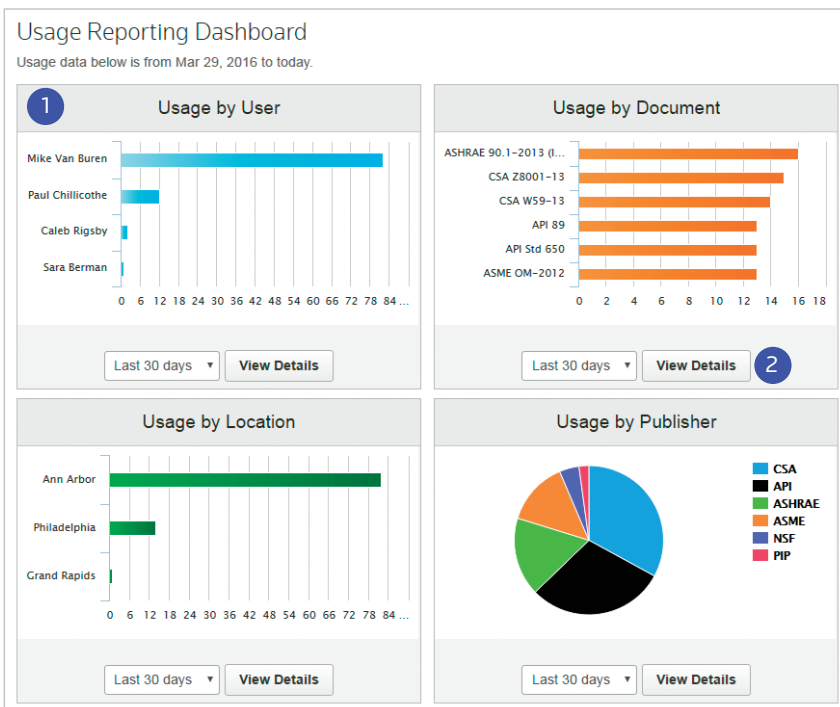 Usage Reporting Dashboard
Usage data below is from Mar 29, 2016 to today.
1
Usage by User
Mike Van Buren
Paul Chillicothe
Caleb Rigsby
Sara Berman
0 6 12 18 24 30 36 42 48 54 60 66 72 78 84 ...
Last 30 days
View Details
Usage by Document
ASHRAE 90.1-2013 (I...
CSA Z8001-13
CSA W59-13
API 89
API Std 650
ASME OM-2012
0 2 4 6 8 10 12 14 16 18
Last 30 days
View Details
2
Usage by Location
Ann Arbor
Philadelphia
Grand Rapids
0 6 12 18 24 30 36 42 48 54 60 66 72 78 84 ...
Last 30 days
View Details
Usage by Publisher
CSA
API
ASHRAE
ASME
NSF
PIP
Last 30 days
View Details